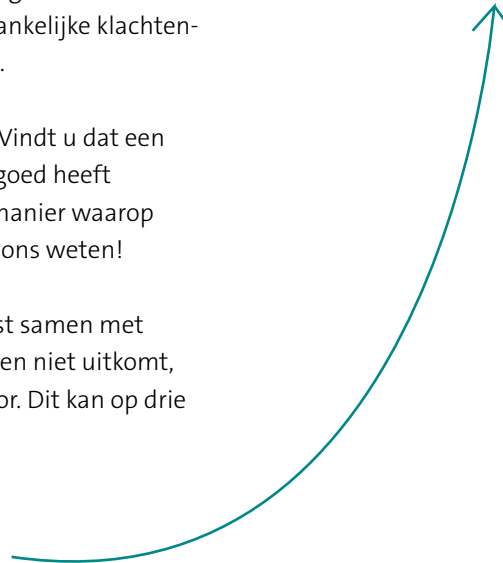 ankelijke klachten-
.
Vindt u dat een
goed heeft
manier waarop
ons weten!
st samen met
en niet uitkomt,
or. Dit kan op drie